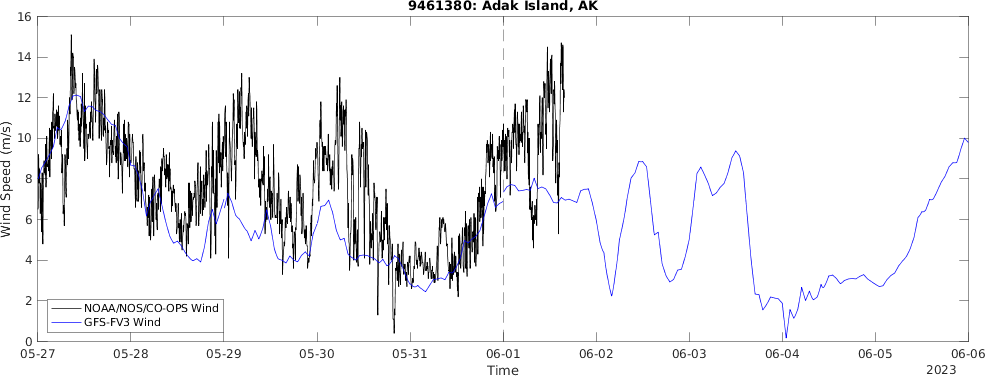 9461380: Adak Island, AK
Wind Speed (m/s)
16
14
12
10
8
6
4
2
0
NOAA/NOS/CO-OPS Wind
GFS-FV3 Wind
05-27 05-28 05-29 05-30 05-31 06-01 06-02 06-03 06-04 06-05 06-06
Time
2023